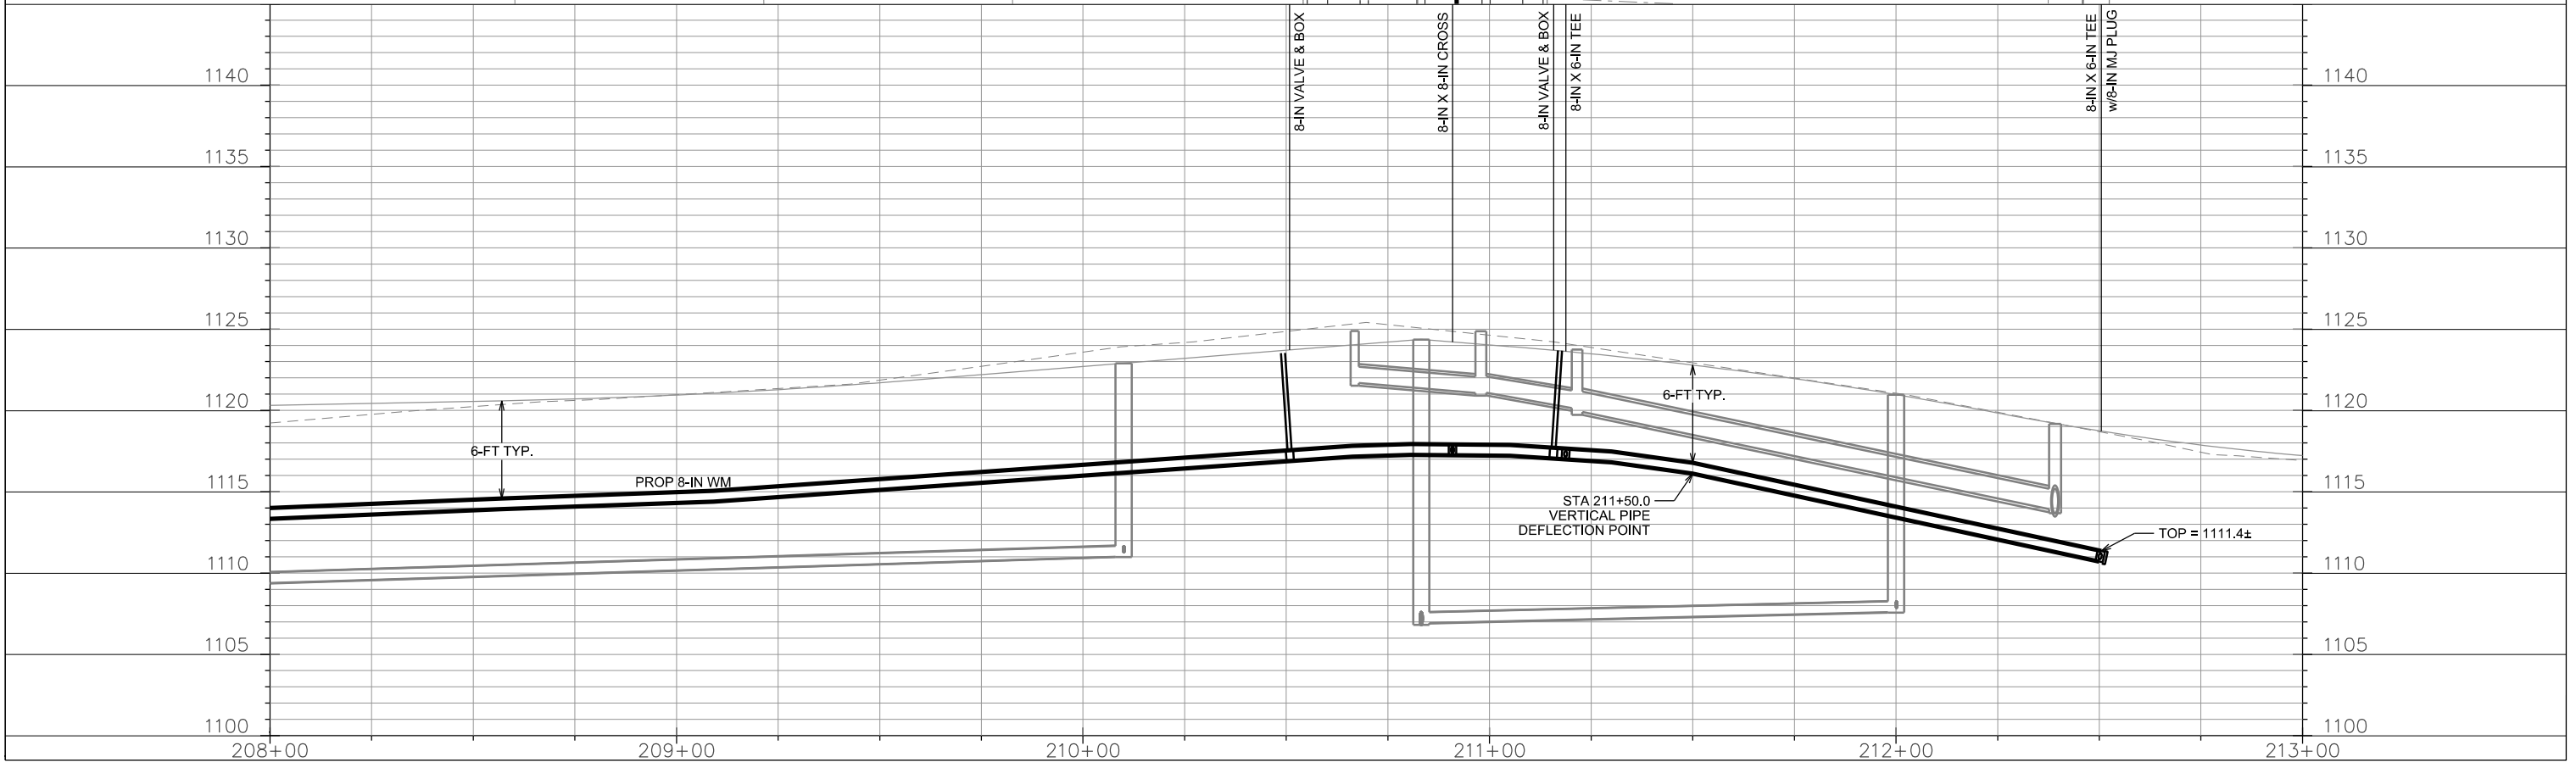 8-IN VALVE & BOX
8-IN X 8-IN CROSS
8-IN VALVE & BOX
8-IN X 6-IN TEE
8-IN X 6-IN TEE
w/8-IN MJ PLUG
1140
1140
1135
1135
1130
1130
1125
1125
1120
1120
6-FT TYP.
6-FT TYP.
PROP 8-IN WM
1115
1115
STA 211+50.0
VERTICAL PIPE
DEFLECTION POINT
TOP = 1111.4±
1110
1110
1105
1105
1100
1100
208+00
209+00
210+00
211+00
212+00
213+00